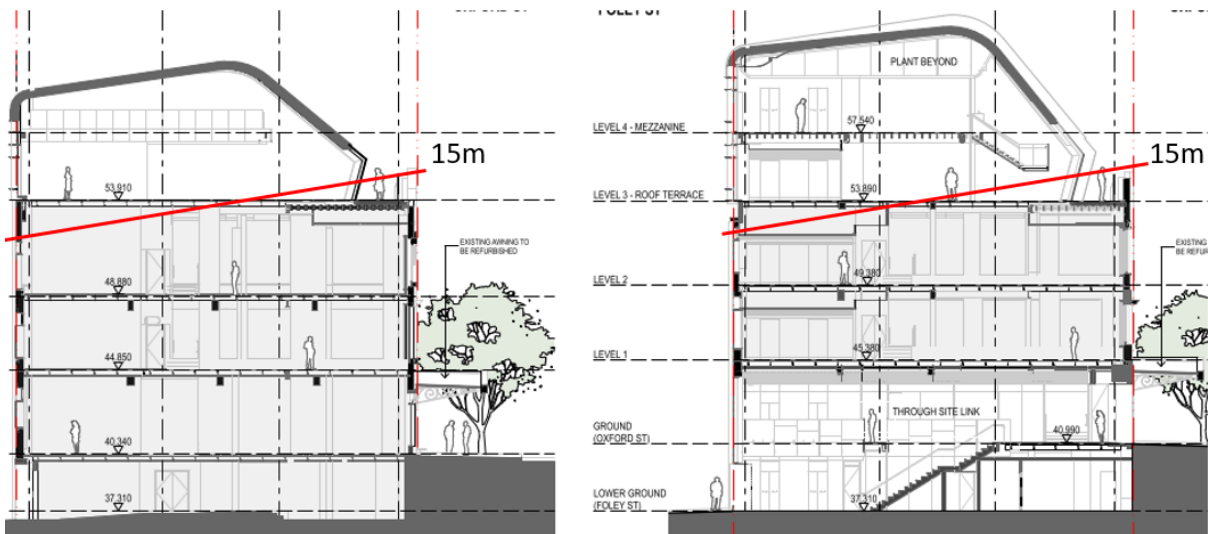 15m
53.910
EXISTING AWNING TO
BE REFURBISHED
48.880
44.850
40.340
37.310
FOLEY ST
PLANT BEYOND
LEVEL 4 - MEZZANINE
57.540
15m
LEVEL 3 - ROOF TERRACE
53.890
EXISTING
LEVEL 2
49.380
LEVEL 1
45.380
THROUGH SITE LINK
GROUND
(OXFORD ST)
40.990
LOWER GROUND
(FOLEY ST)
37.310